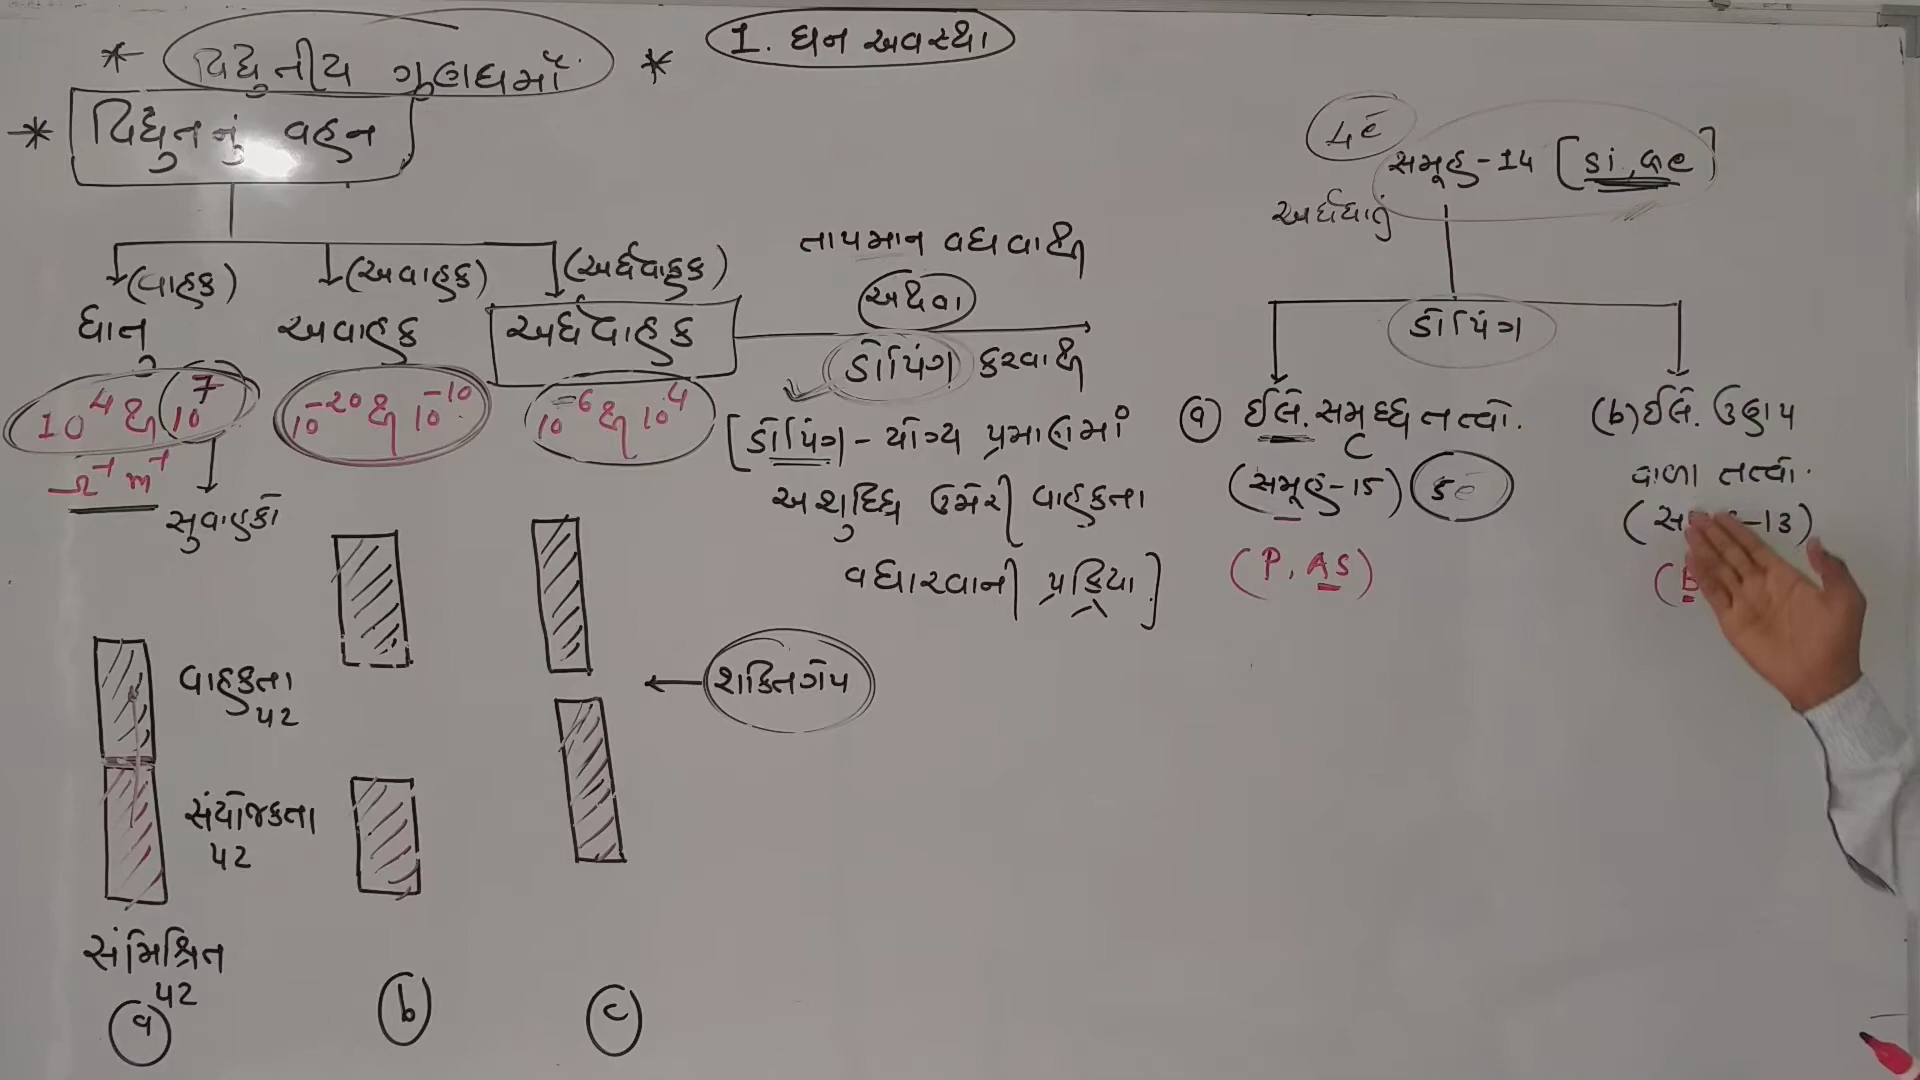 1. ઘન અવસ્થા
* વિદ્યુતીય ગુણધર્મો *
* વિદ્યુતનું વહન
(વાહક)
ધાતુ
10⁴ થી 10⁷
Ω⁻¹ m⁻¹
સુવાહકો
(અવાહક)
અવાહક
10⁻²⁰ થી 10⁻¹⁰
(અર્ધવાહક)
અર્ધવાહક
10⁻⁶ થી 10⁴
તાપમાન વધવાથી
અથવા
ડોપિંગ કરવાથી
[ડોપિંગ - યોગ્ય પ્રમાણમાં
અશુદ્ધિ ઉમેરી વાહકતા
વધારવાની પ્રક્રિયા]
વાહકતા
પટ
સંયોજકતા
પટ
સંમિશ્રિત
પટ
a
b
c
શક્તિગેપ
4e⁻
સમૂહ-14 [Si, Ge]
અર્ધધાતુ
ડોપિંગ
(a) ઈલે. સમૃદ્ધ તત્વો.
(સમૂહ-15) 5e⁻
(P, AS)
(b) ઈલે. ઉણપ
વાળા તત્વો.
-13)